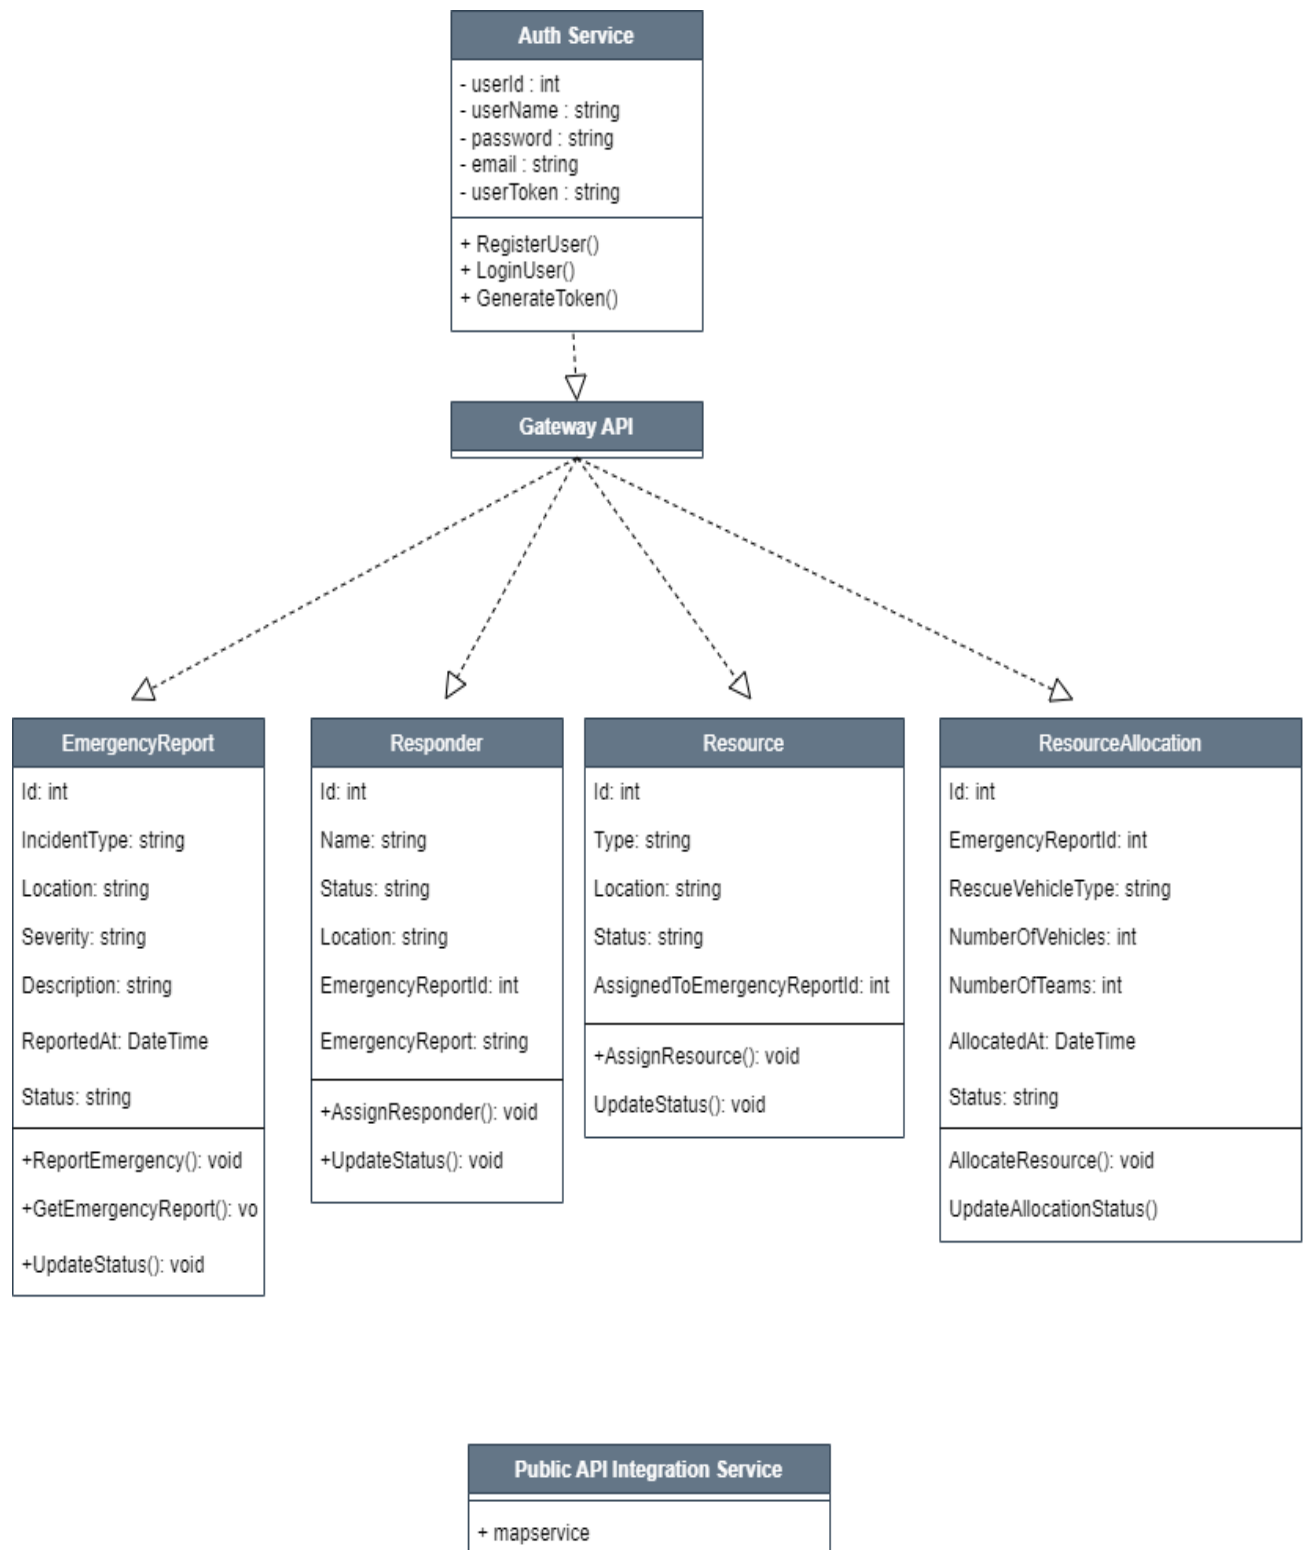 Auth Service
- userId : int
- userName : string
- password : string
- email : string
- userToken : string
+ RegisterUser()
+ LoginUser()
+ GenerateToken()
Gateway API
EmergencyReport
Id: int
IncidentType: string
Location: string
Severity: string
Description: string
ReportedAt: DateTime
Status: string
+ReportEmergency(): void
+GetEmergencyReport(): vo
+UpdateStatus(): void
Responder
Id: int
Name: string
Status: string
Location: string
EmergencyReportId: int
EmergencyReport: string
+AssignResponder(): void
+UpdateStatus(): void
Resource
Id: int
Type: string
Location: string
Status: string
AssignedToEmergencyReportId: int
+AssignResource(): void
UpdateStatus(): void
ResourceAllocation
Id: int
EmergencyReportId: int
RescueVehicleType: string
NumberOfVehicles: int
NumberOfTeams: int
AllocatedAt: DateTime
Status: string
AllocateResource(): void
UpdateAllocationStatus()
Public API Integration Service
+ mapservice